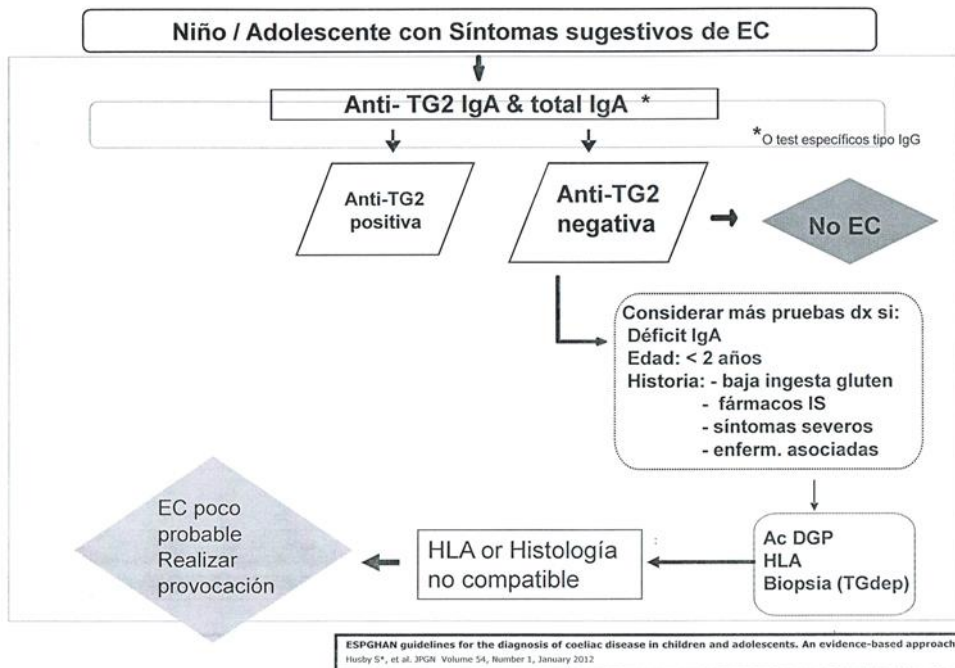 Niño / Adolescente con Síntomas sugestivos de EC
Anti- TG2 IgA & total IgA *
*O test específicos tipo IgG
Anti-TG2
positiva
Anti-TG2
negativa
No EC
Considerar más pruebas dx si:
Déficit IgA
Edad: < 2 años
Historia: - baja ingesta gluten
- fármacos IS
- síntomas severos
- enferm. asociadas
Ac DGP
HLA
Biopsia (TGdep)
HLA or Histología
no compatible
EC poco
probable
Realizar
provocación
ESPGHAN guidelines for the diagnosis of coeliac disease in children and adolescents. An evidence-based approach
Husby S*, et al. JPGN Volume 54, Number 1, January 2012